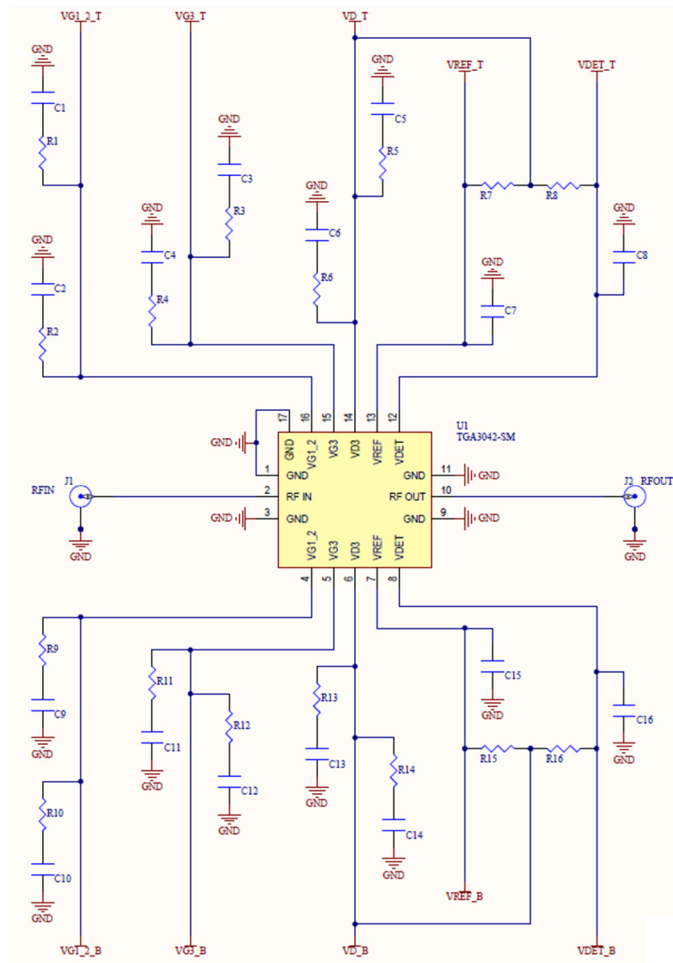 VG1_2_T
VG3_T
VD_T
VREF_T
VDET_T
GND
GND
GND
C1
C5
R1
R5
GND
C3
R3
R7
R8
GND
GND
GND
GND
C4
C6
C8
GND
C2
R4
R6
C7
R2
17
16
15
14
13
12
U1
TGA3042-SM
GND
GND
VG1_2
VG3
VD3
VREF
VDET
1
GND
GND
11
GND
RFIN
J1
2
RF IN
RF OUT
10
J2
RFOUT
GND
3
GND
GND
9
GND
GND
GND
VG1_2
VG3
VD3
VREF
VDET
4
5
6
7
8
R9
R11
R13
C15
C9
R12
GND
C16
GND
C11
C13
R15
R16
GND
GND
R14
GND
C12
R10
GND
C14
C10
GND
GND
VREF_B
VG1_2_B
VG3_B
VD_B
VDET_B